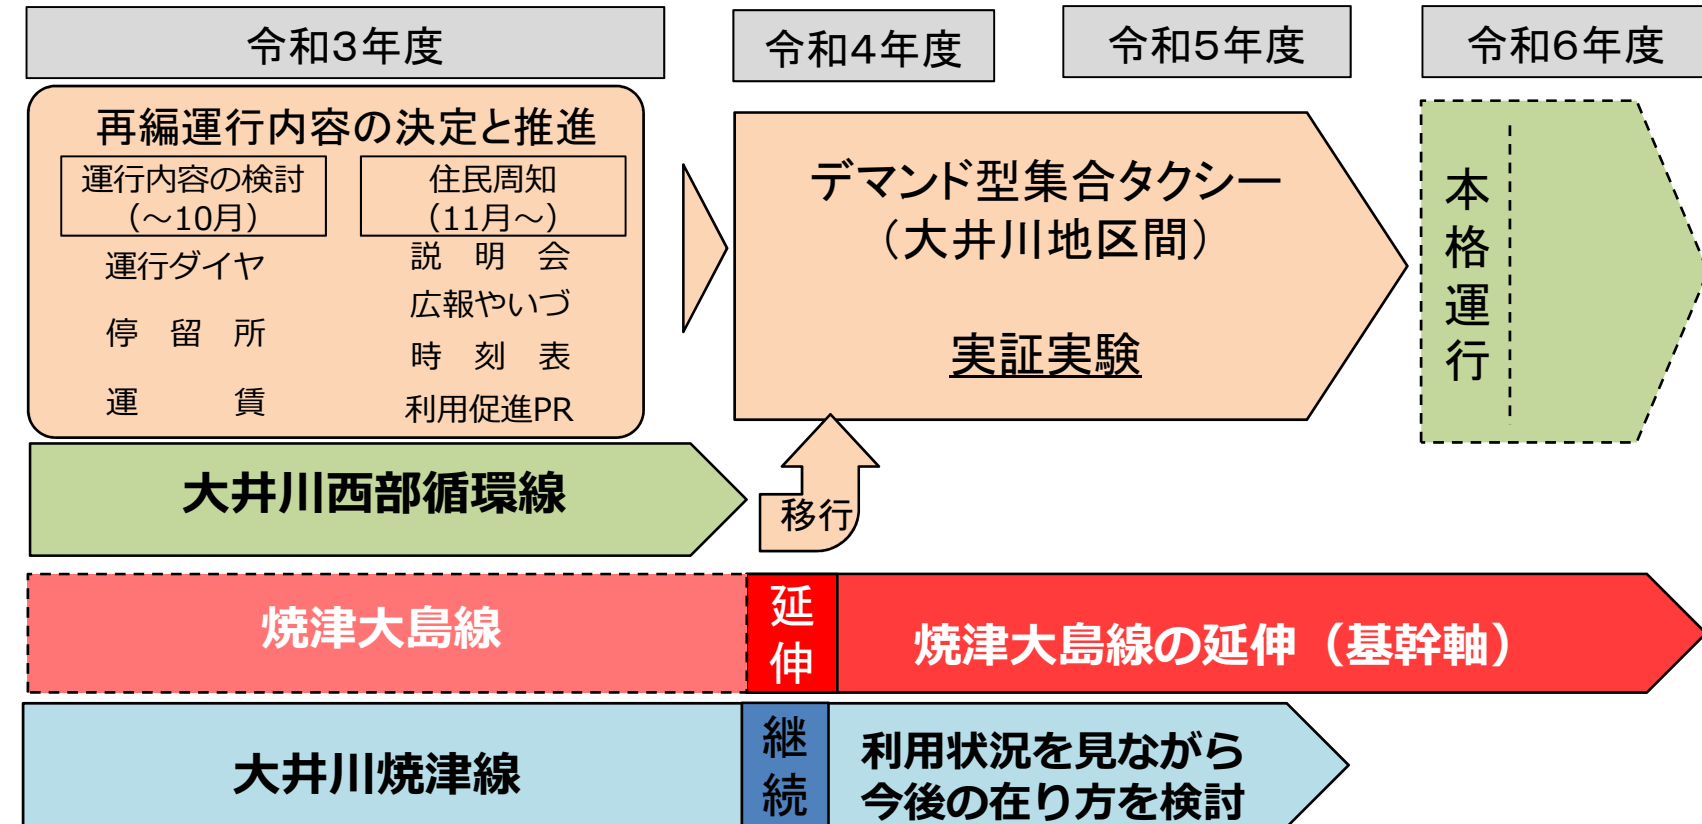 令和3年度
令和4年度
令和5年度
令和6年度
再編運行内容の決定と推進
運行内容の検討
（～10月）
運行ダイヤ
停　留　所
運　　　賃
住民周知
（11月～）
説　明　会
広報やいづ
時　刻　表
利用促進PR
デマンド型集合タクシー
（大井川地区間）
実証実験
本格運行
大井川西部循環線
移行
焼津大島線
延伸
焼津大島線の延伸（基幹軸）
大井川焼津線
継続
利用状況を見ながら
今後の在り方を検討